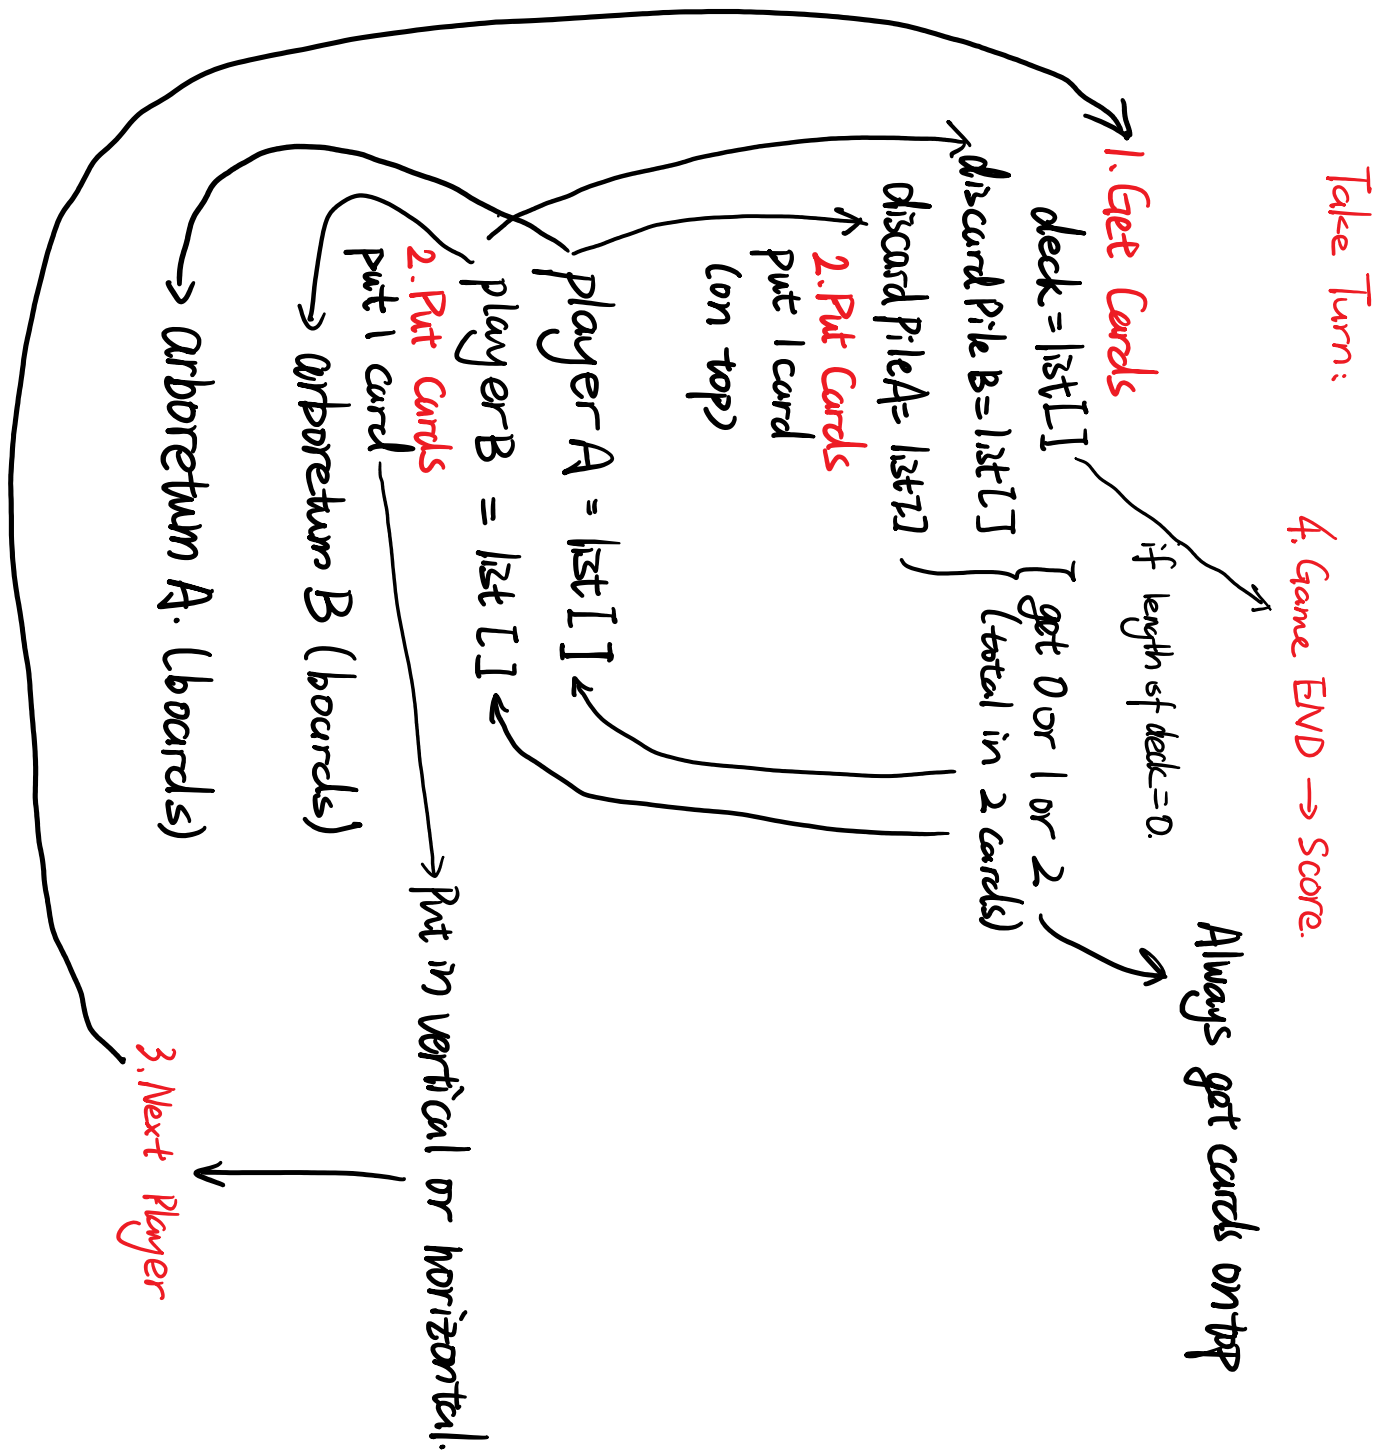 Take Turn:
4. Game END → Score.
1. Get Cards
if length of deck=0.
Always get cards on top
deck = list[]
discard Pile B=list[]
discard Pile A= list[]
get 0 or 1 or 2
(total in 2 cards)
2. Put Cards
put 1 card
(on top)
player A = list[]
player B = list[]
2. Put Cards
put 1 card
Put in vertical or horizontal.
arboretum B (boards)
arboretum A. (boards)
3. Next Player